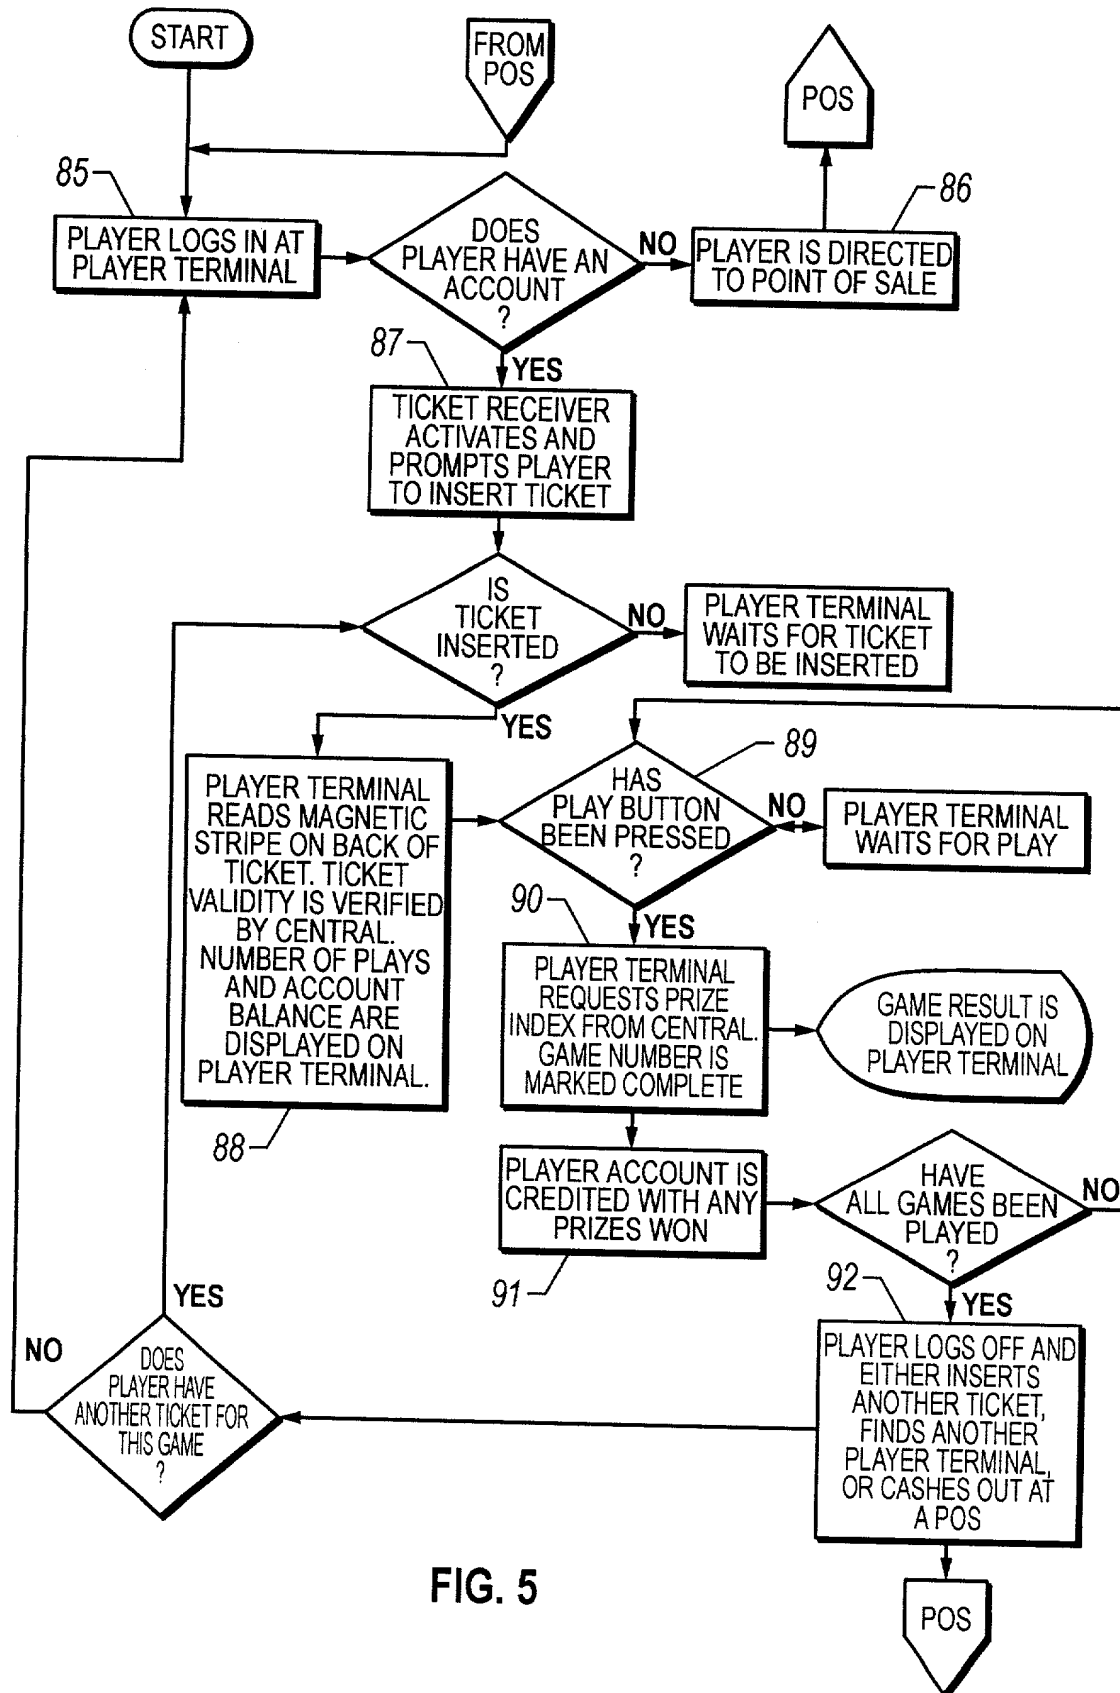 START
FROM
POS
POS
85
86
PLAYER LOGS IN AT
PLAYER TERMINAL
DOES
PLAYER HAVE AN
ACCOUNT
?
NO
PLAYER IS DIRECTED
TO POINT OF SALE
87
YES
TICKET RECEIVER
ACTIVATES AND
PROMPTS PLAYER
TO INSERT TICKET
IS
TICKET
INSERTED
?
NO
PLAYER TERMINAL
WAITS FOR TICKET
TO BE INSERTED
YES
89
PLAYER TERMINAL
READS MAGNETIC
STRIPE ON BACK OF
TICKET. TICKET
VALIDITY IS VERIFIED
BY CENTRAL.
NUMBER OF PLAYS
AND ACCOUNT
BALANCE ARE
DISPLAYED ON
PLAYER TERMINAL.
88
HAS
PLAY BUTTON
BEEN PRESSED
?
NO
PLAYER TERMINAL
WAITS FOR PLAY
90
YES
PLAYER TERMINAL
REQUESTS PRIZE
INDEX FROM CENTRAL.
GAME NUMBER IS
MARKED COMPLETE
GAME RESULT IS
DISPLAYED ON
PLAYER TERMINAL
PLAYER ACCOUNT IS
CREDITED WITH ANY
PRIZES WON
91
HAVE
ALL GAMES BEEN
PLAYED
?
NO
92
YES
PLAYER LOGS OFF AND
EITHER INSERTS
ANOTHER TICKET,
FINDS ANOTHER
PLAYER TERMINAL,
OR CASHES OUT AT
A POS
YES
NO
DOES
PLAYER HAVE
ANOTHER TICKET FOR
THIS GAME
?
POS
FIG. 5